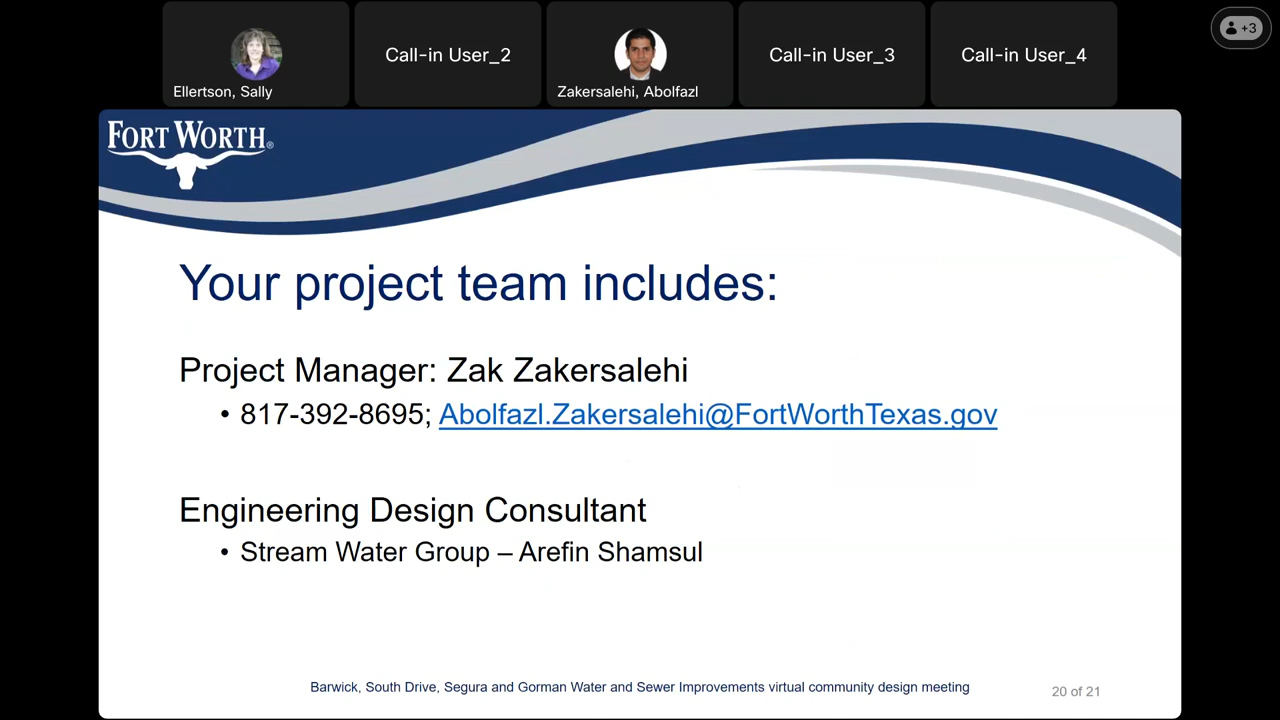 Ellertson, Sally
Call-in User_2
Zakersalehi, Abolfazl
Call-in User_3
Call-in User_4
+3
FORT WORTH®
Your project team includes:
Project Manager: Zak Zakersalehi
• 817-392-8695; Abolfazl.Zakersalehi@FortWorthTexas.gov
Engineering Design Consultant
• Stream Water Group – Arefin Shamsul
Barwick, South Drive, Segura and Gorman Water and Sewer Improvements virtual community design meeting
20 of 21